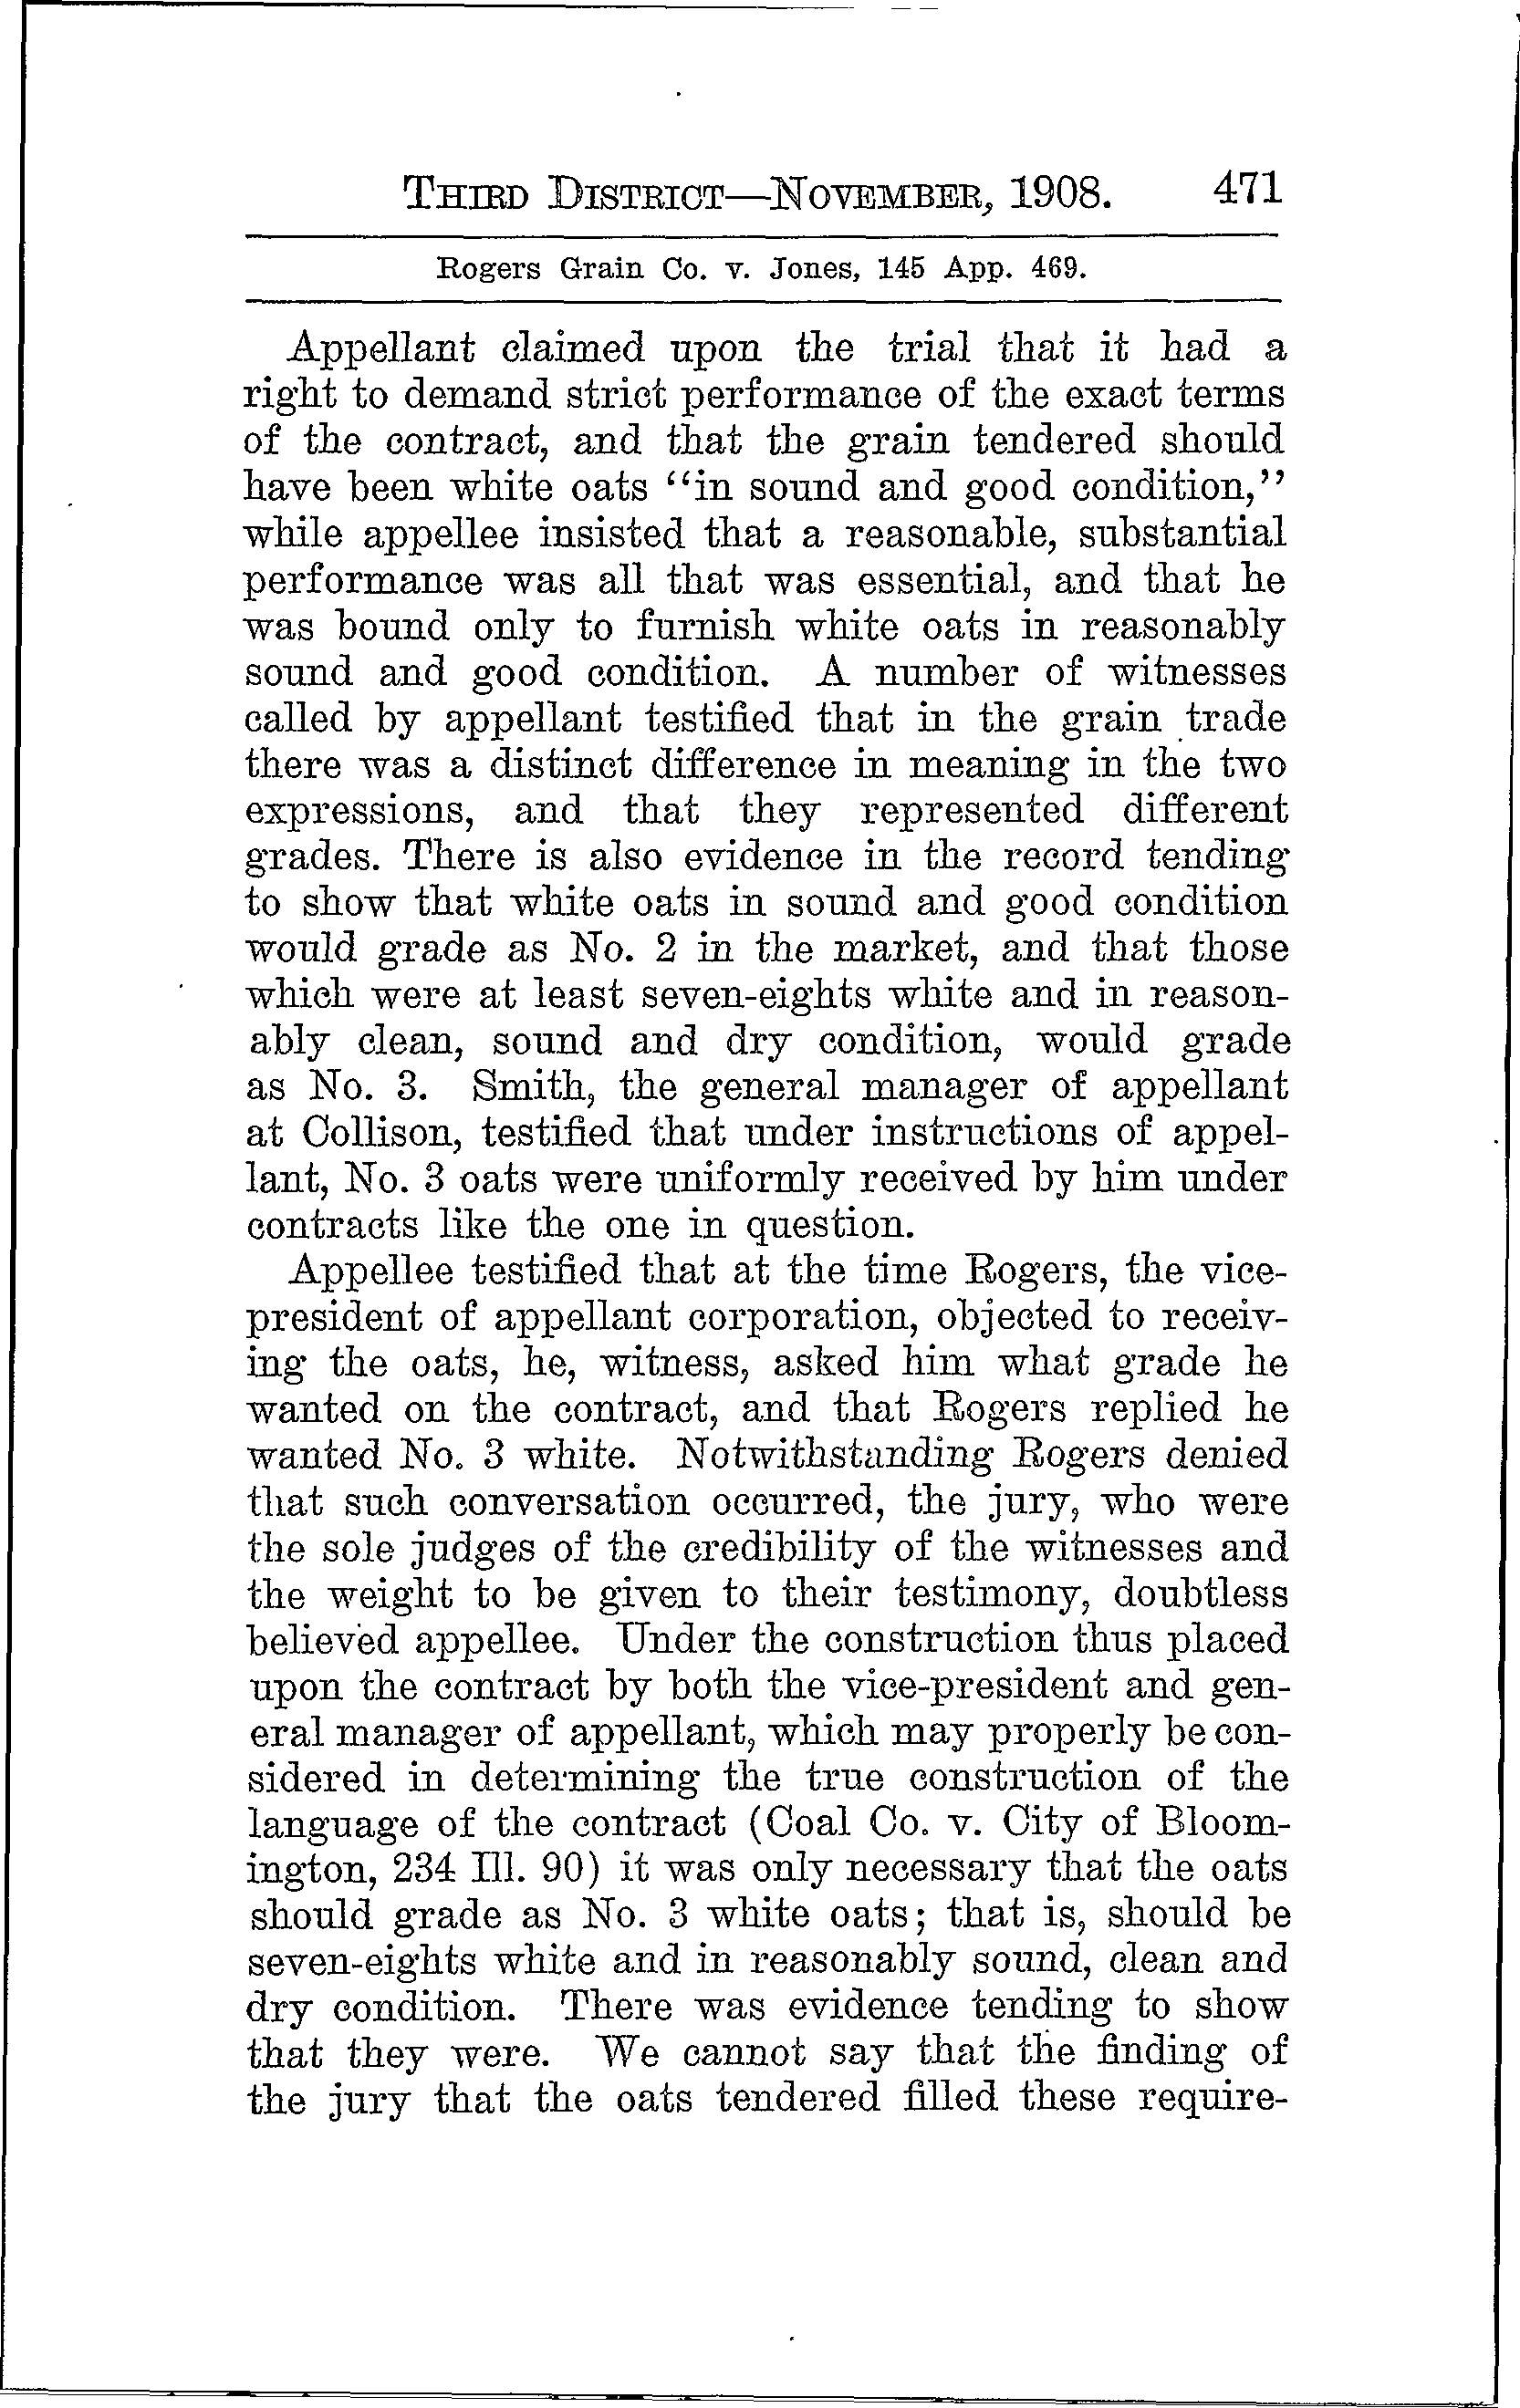 THIRD DISTRICT—NOVEMBER, 1908. 471
Rogers Grain Co. v. Jones, 145 App. 469.
Appellant claimed upon the trial that it had a
right to demand strict performance of the exact terms
of the contract, and that the grain tendered should
have been white oats "in sound and good condition,"
while appellee insisted that a reasonable, substantial
performance was all that was essential, and that he
was bound only to furnish white oats in reasonably
sound and good condition. A number of witnesses
called by appellant testified that in the grain trade
there was a distinct difference in meaning in the two
expressions, and that they represented different
grades. There is also evidence in the record tending
to show that white oats in sound and good condition
would grade as No. 2 in the market, and that those
which were at least seven-eights white and in reason-
ably clean, sound and dry condition, would grade
as No. 3. Smith, the general manager of appellant
at Collison, testified that under instructions of appel-
lant, No. 3 oats were uniformly received by him under
contracts like the one in question.
Appellee testified that at the time Rogers, the vice-
president of appellant corporation, objected to receiv-
ing the oats, he, witness, asked him what grade he
wanted on the contract, and that Rogers replied he
wanted No. 3 white. Notwithstanding Rogers denied
that such conversation occurred, the jury, who were
the sole judges of the credibility of the witnesses and
the weight to be given to their testimony, doubtless
believed appellee. Under the construction thus placed
upon the contract by both the vice-president and gen-
eral manager of appellant, which may properly be con-
sidered in determining the true construction of the
language of the contract (Coal Co. v. City of Bloom-
ington, 234 Ill. 90) it was only necessary that the oats
should grade as No. 3 white oats; that is, should be
seven-eights white and in reasonably sound, clean and
dry condition. There was evidence tending to show
that they were. We cannot say that the finding of
the jury that the oats tendered filled these require-